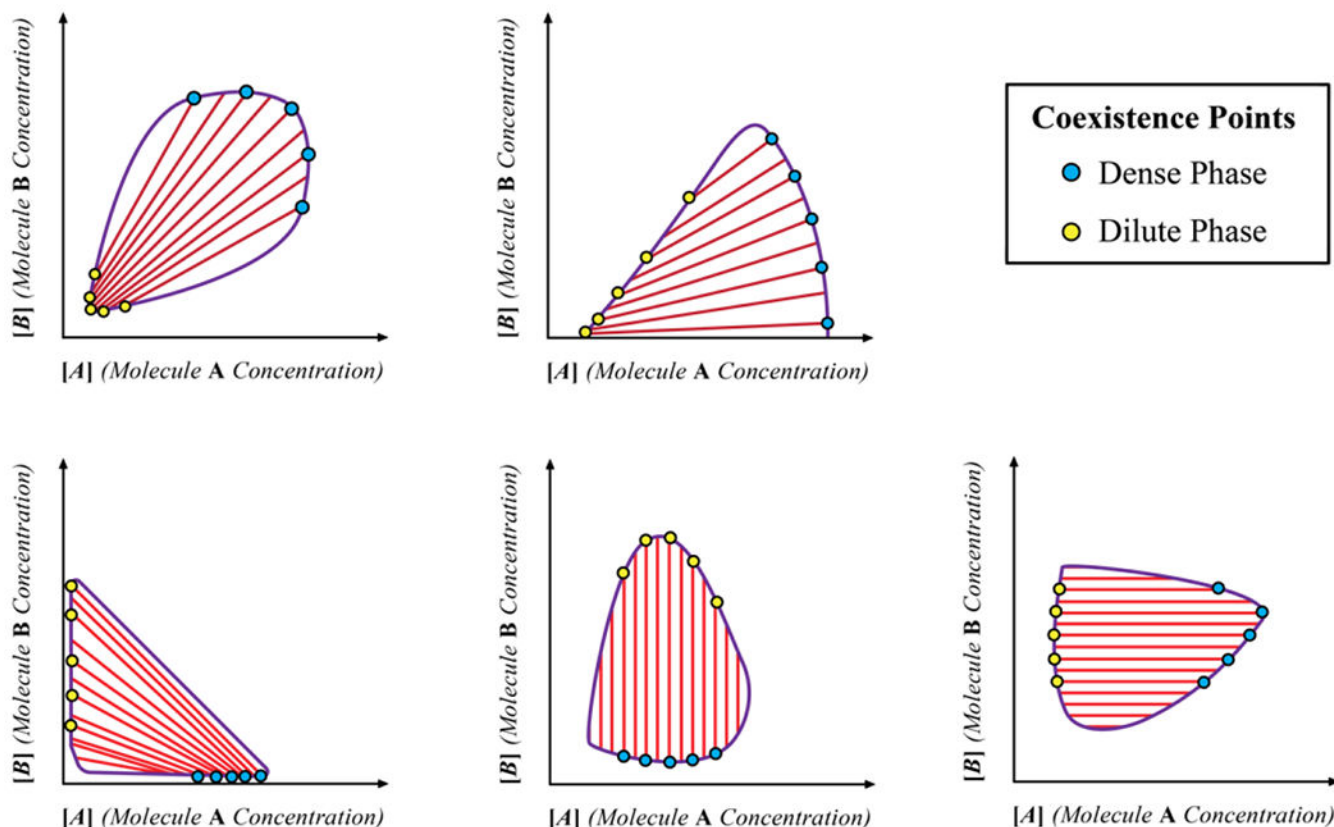 [B] (Molecule B Concentration)
[A] (Molecule A Concentration)
[B] (Molecule B Concentration)
[A] (Molecule A Concentration)
Coexistence Points
Dense Phase
Dilute Phase
[B] (Molecule B Concentration)
[A] (Molecule A Concentration)
[B] (Molecule B Concentration)
[A] (Molecule A Concentration)
[B] (Molecule B Concentration)
[A] (Molecule A Concentration)